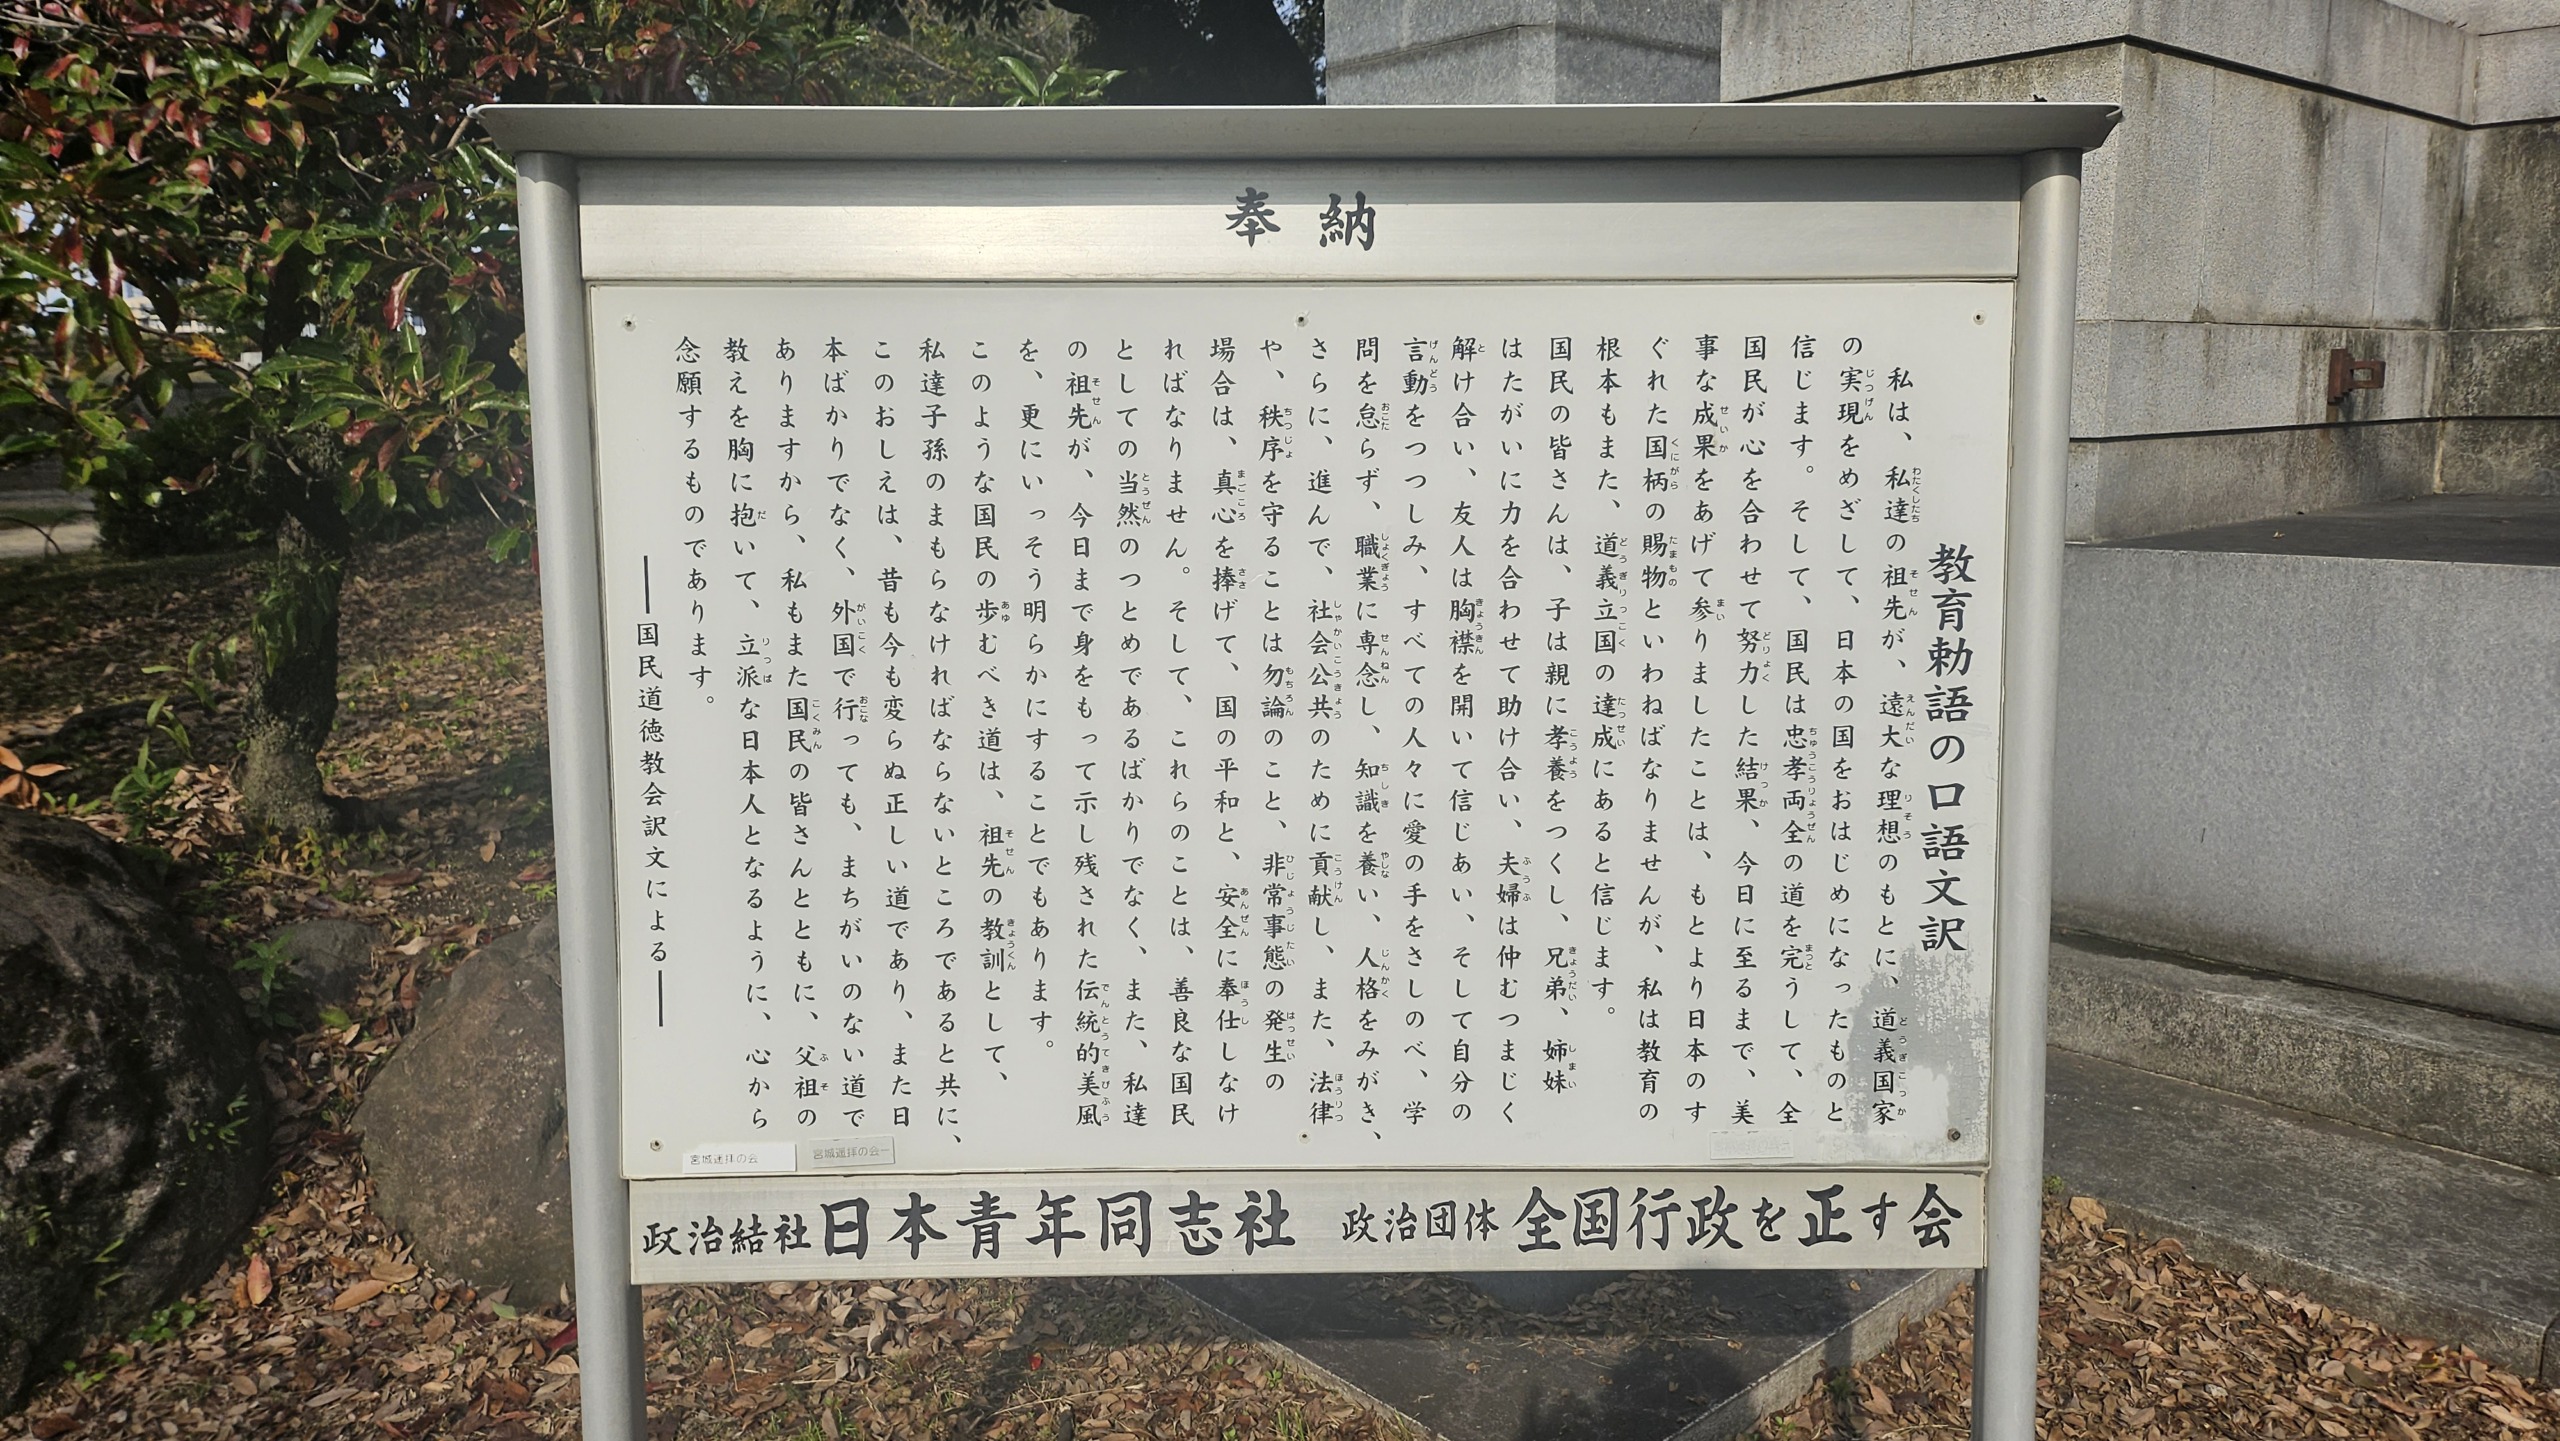 奉納
教育勅語の口語文訳
私は、私達の祖先が、遠大な理想のもとに、道義国家
の実現をめざして、日本の国をおはじめになったものと
信じます。そして、国民は忠孝両全の道を完うして、全
国民が心を合わせて努力した結果、今日に至るまで、美
事な成果をあげて参りましたことは、もとより日本のす
ぐれた国柄の賜物といわねばなりませんが、私は教育の
根本もまた、道義立国の達成にあると信じます。
国民の皆さんは、子は親に孝養をつくし、兄弟、姉妹
はたがいに力を合わせて助け合い、夫婦は仲むつまじく
解け合い、友人は胸襟を開いて信じあい、そして自分の
言動をつつしみ、すべての人々に愛の手をさしのべ、学
問を怠らず、職業に専念し、知識を養い、人格をみがき、
さらに、進んで、社会公共のために貢献し、また、法律
や、秩序を守ることは勿論のこと、非常事態の発生の
場合は、真心を捧げて、国の平和と、安全に奉仕しなけ
ればなりません。そして、これらのことは、善良な国民
としての当然のつとめであるばかりでなく、また、私達
の祖先が、今日まで身をもって示し残された伝統的美風
を、更にいっそう明らかにすることでもあります。
このような国民の歩むべき道は、祖先の教訓として、
私達子孫のまもらなければならないところであると共に、
このおしえは、昔も今も変らぬ正しい道であり、また日
本ばかりでなく、外国で行っても、まちがいのない道で
ありますから、私もまた国民の皆さんとともに、父祖の
教えを胸に抱いて、立派な日本人となるように、心から
念願するものであります。
――国民道徳教会訳文による――
宮城遥拝の会
宮城遥拝の会
政治結社日本青年同志社 政治団体全国行政を正す会